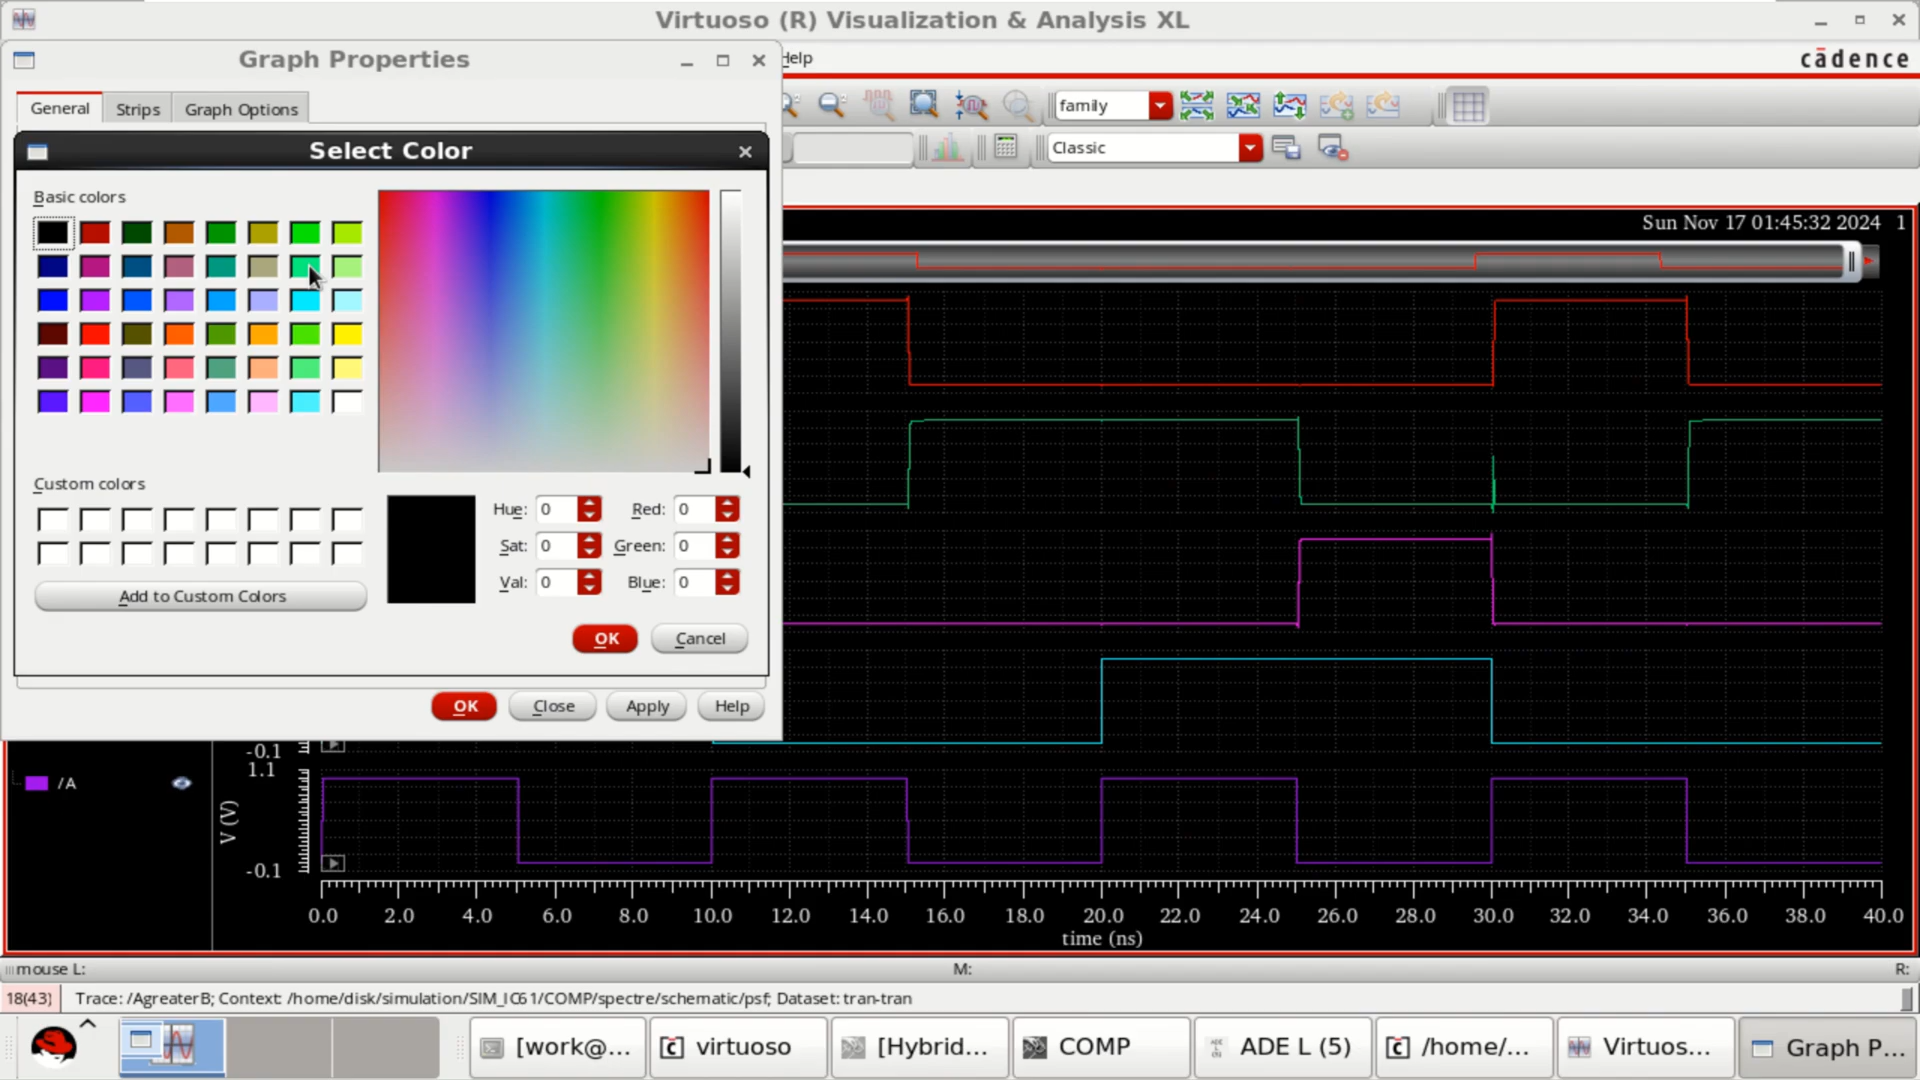 Virtuoso (R) Visualization & Analysis XL
Graph Properties
Help
cādence
General
Strips
Graph Options
family
Classic
Select Color
Basic colors
Sun Nov 17 01:45:32 2024 1
Custom colors
Hue: 0
Red: 0
Sat: 0
Green: 0
Val: 0
Blue: 0
Add to Custom Colors
OK
Cancel
OK
Close
Apply
Help
-0.1
1.1
/A
V (V)
-0.1
0.0 2.0 4.0 6.0 8.0 10.0 12.0 14.0 16.0 18.0 20.0 22.0 24.0 26.0 28.0 30.0 32.0 34.0 36.0 38.0 40.0
time (ns)
mouse L:
M:
R:
18(43)
Trace: /AgreaterB; Context: /home/disk/simulation/SIM_IC61/COMP/spectre/schematic/psf; Dataset: tran-tran
[work@...
virtuoso
[Hybrid...
COMP
ADE L (5)
/home/...
Virtuos...
Graph P...